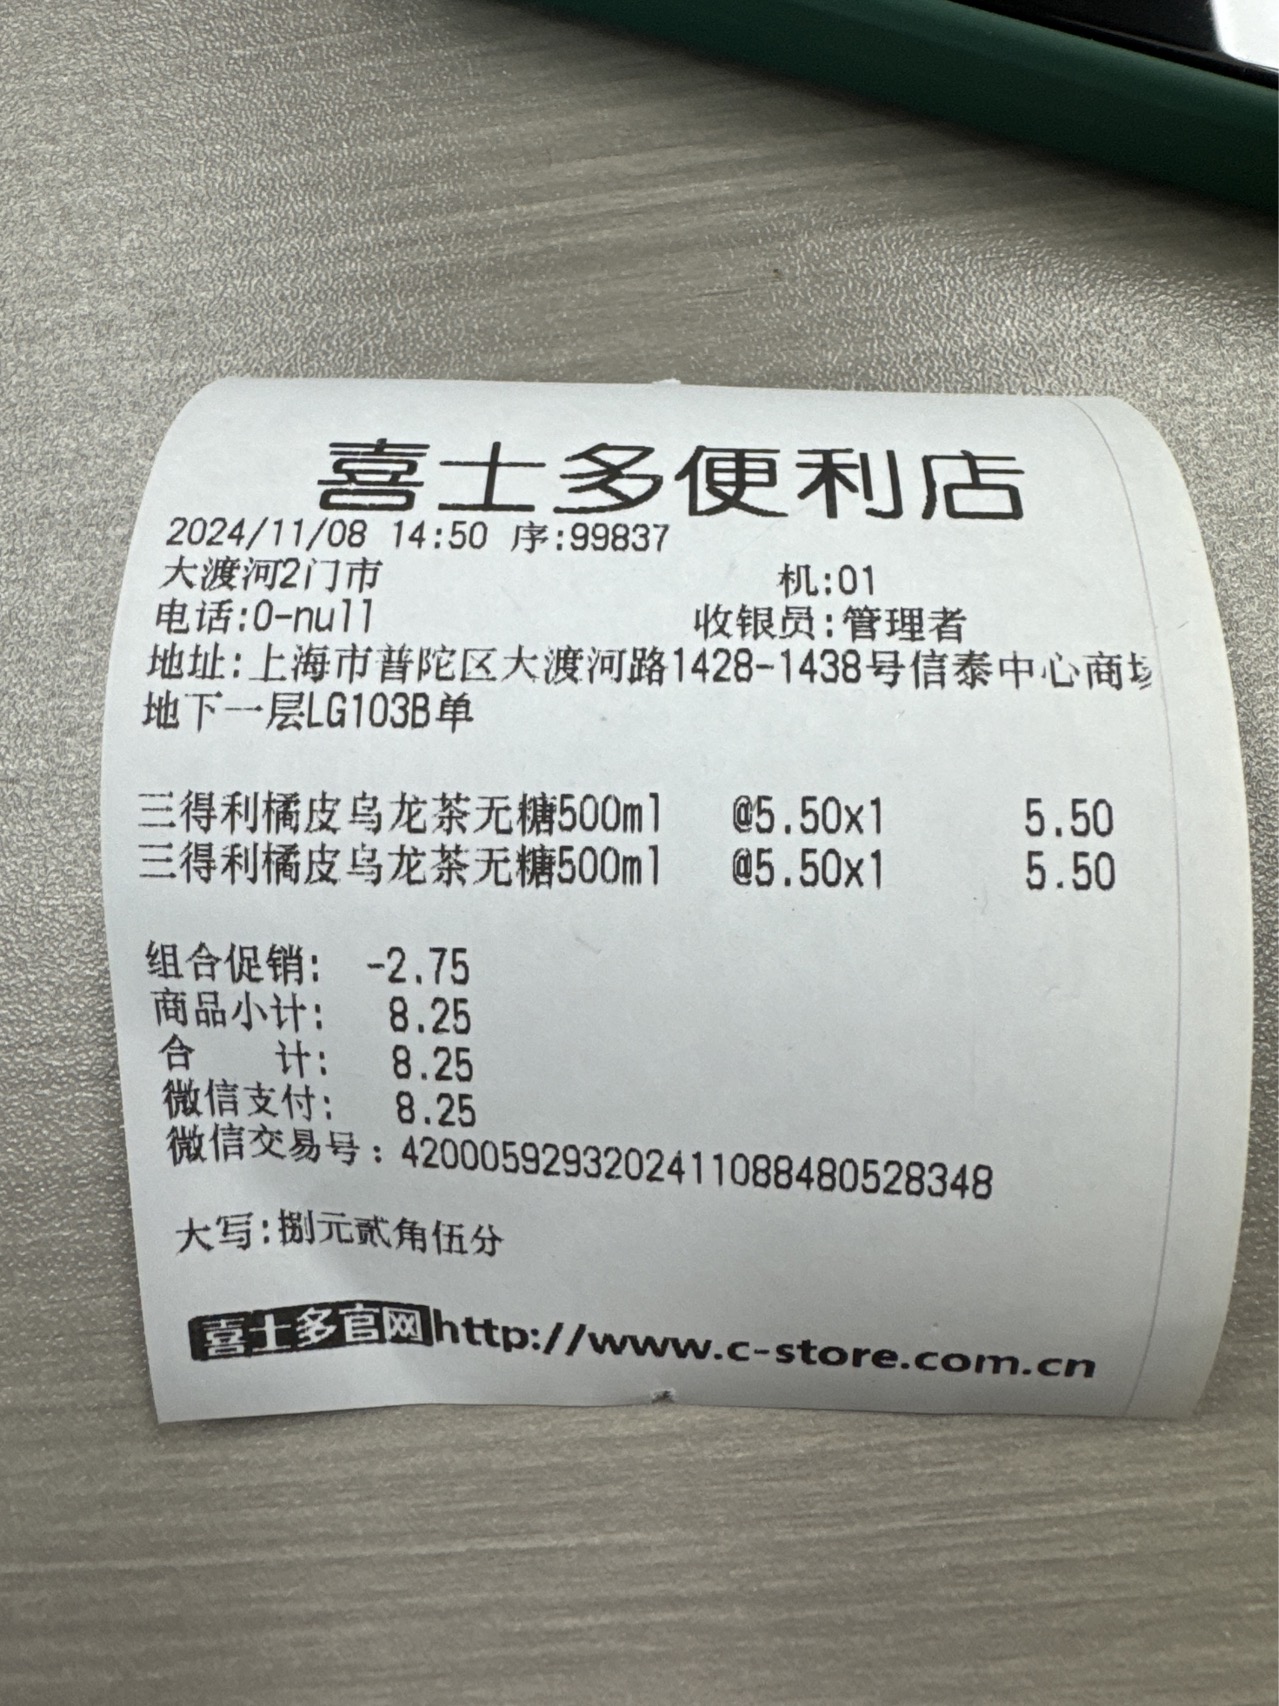 喜士多便利店
2024/11/08 14:50 序:99837
大渡河2门市 机:01
电话:0-null 收银员:管理者
地址:上海市普陀区大渡河路1428-1438号信泰中心商场
地下一层LG103B单
三得利橘皮乌龙茶无糖500ml @5.50x1 5.50
三得利橘皮乌龙茶无糖500ml @5.50x1 5.50
组合促销: -2.75
商品小计: 8.25
合 计: 8.25
微信支付: 8.25
微信交易号: 4200059293202411088480528348
大写:捌元贰角伍分
喜士多官网http://www.c-store.com.cn